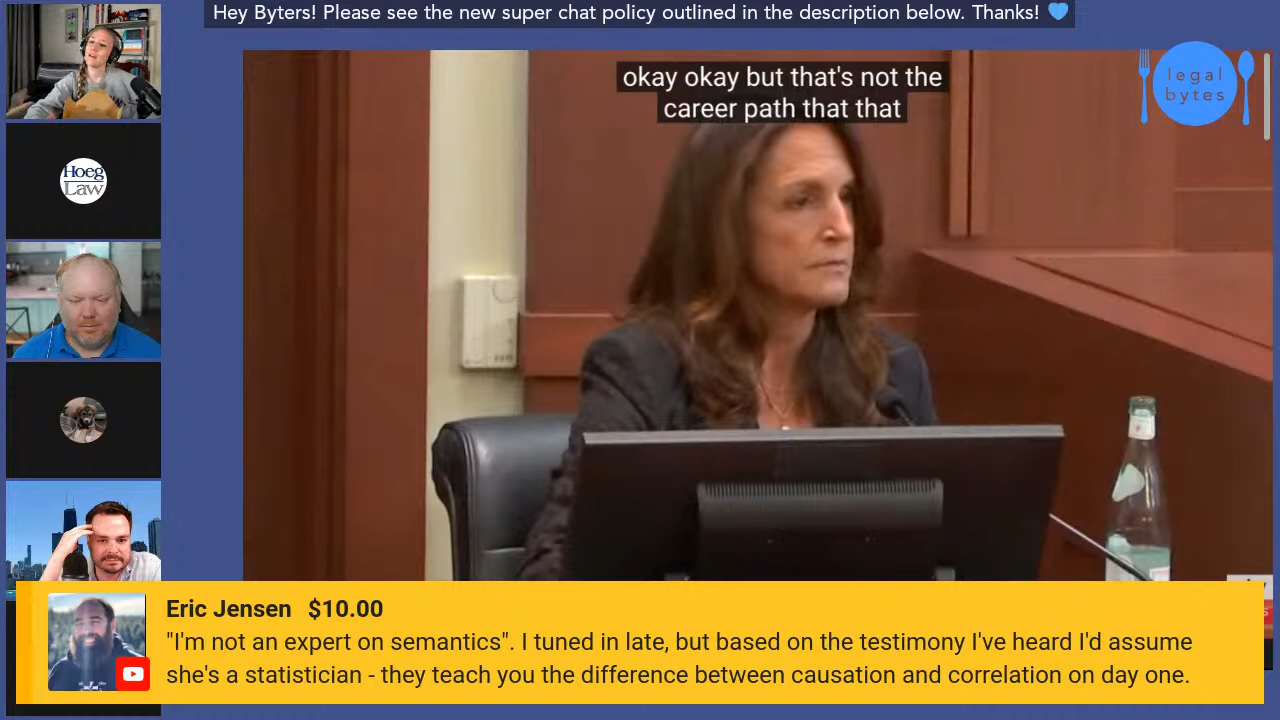 Hey Byters! Please see the new super chat policy outlined in the description below. Thanks! 💙
okay okay but that's not the
career path that that
legal
bytes
Hoeg
Law
Eric Jensen $10.00
"I'm not an expert on semantics". I tuned in late, but based on the testimony I've heard I'd assume
she's a statistician - they teach you the difference between causation and correlation on day one.